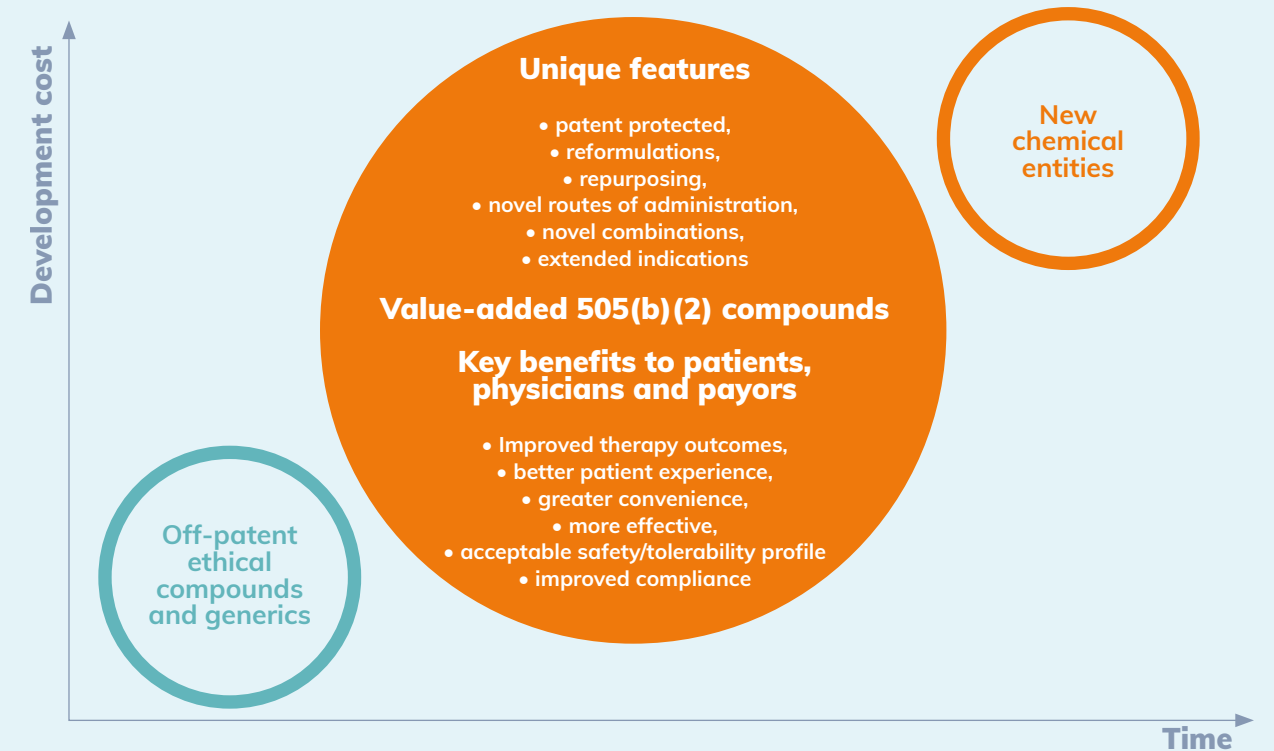 Development cost
Unique features
• patent protected,
• reformulations,
• repurposing,
• novel routes of administration,
• novel combinations,
• extended indications
Value-added 505(b)(2) compounds
Key benefits to patients,
physicians and payors
• Improved therapy outcomes,
• better patient experience,
• greater convenience,
• more effective,
• acceptable safety/tolerability profile
• improved compliance
New
chemical
entities
Off-patent
ethical
compounds
and generics
Time